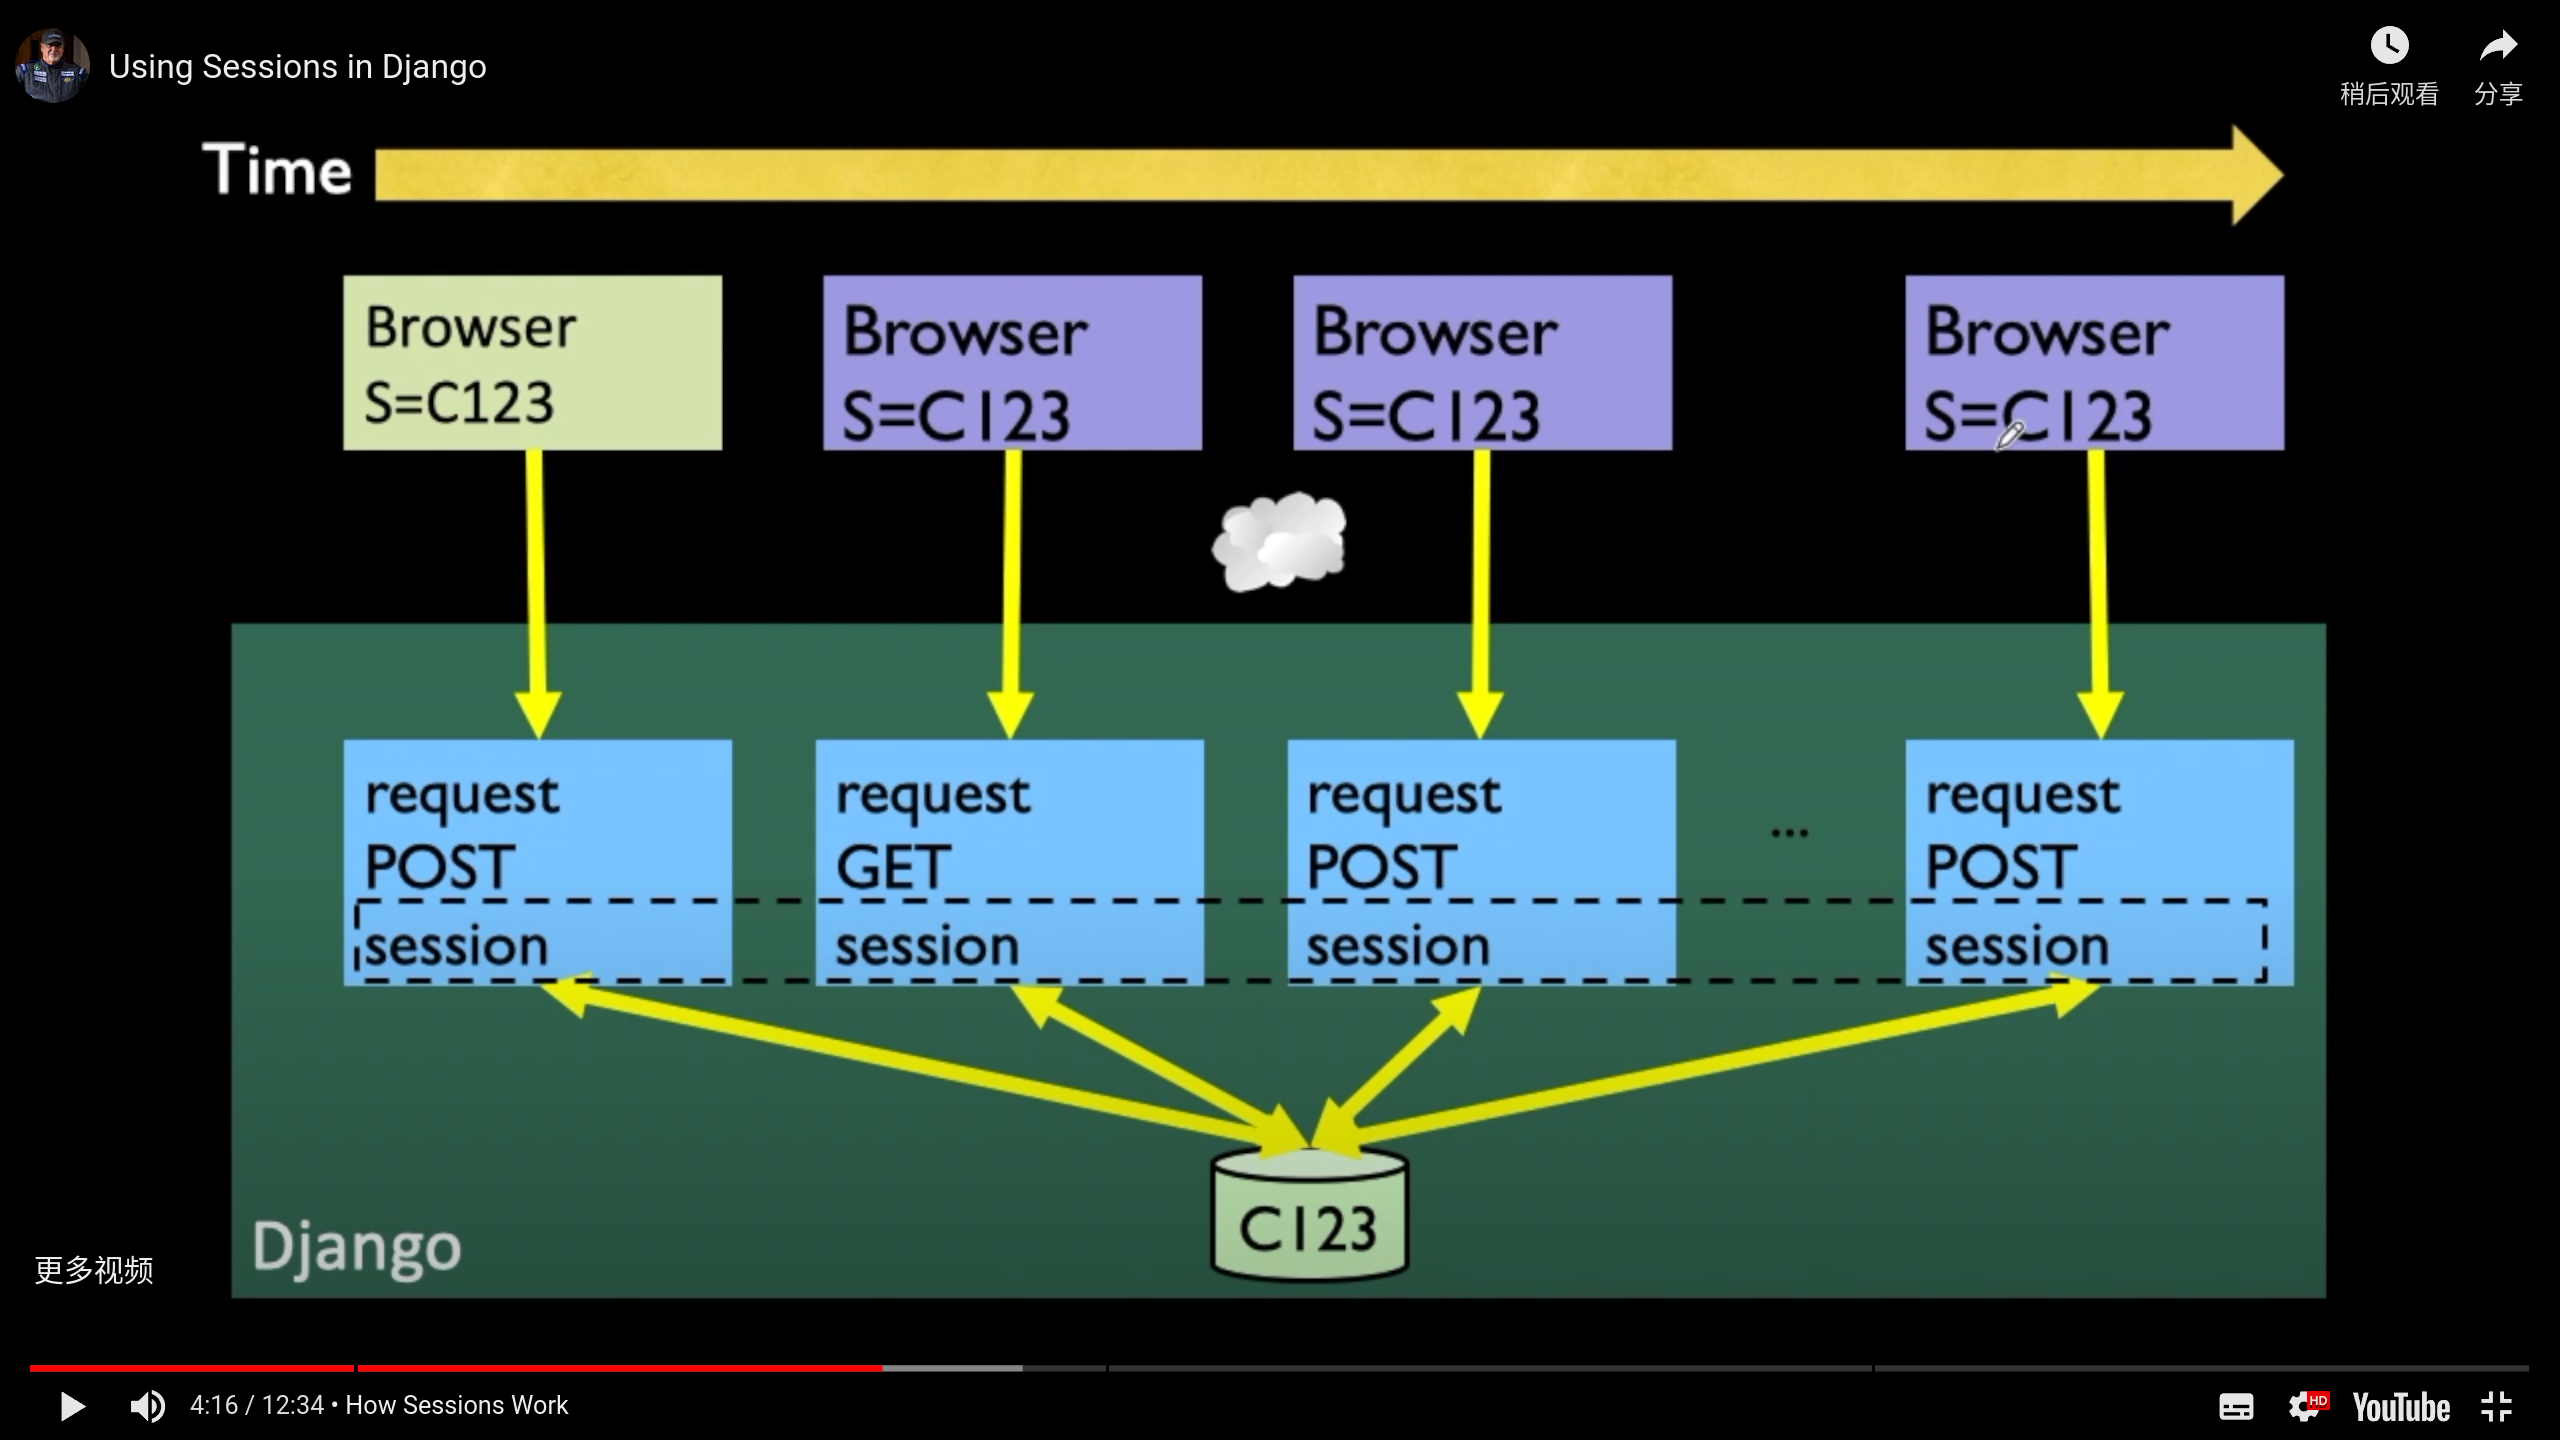 Using Sessions in Django
稍后观看
分享
Time
Browser
S=C123
Browser
S=C123
Browser
S=C123
Browser
S=C123
request
POST
session
request
GET
session
request
POST
session
...
request
POST
session
C123
Django
更多视频
4:16 / 12:34 • How Sessions Work
HD
YouTube